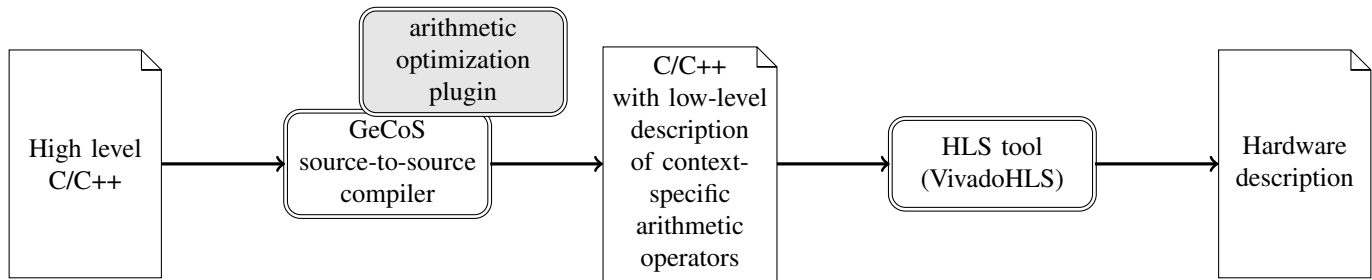 High level
C/C++
arithmetic
optimization
plugin
GeCoS
source-to-source
compiler
C/C++
with low-level
description
of context-
specific
arithmetic
operators
HLS tool
(VivadoHLS)
Hardware
description